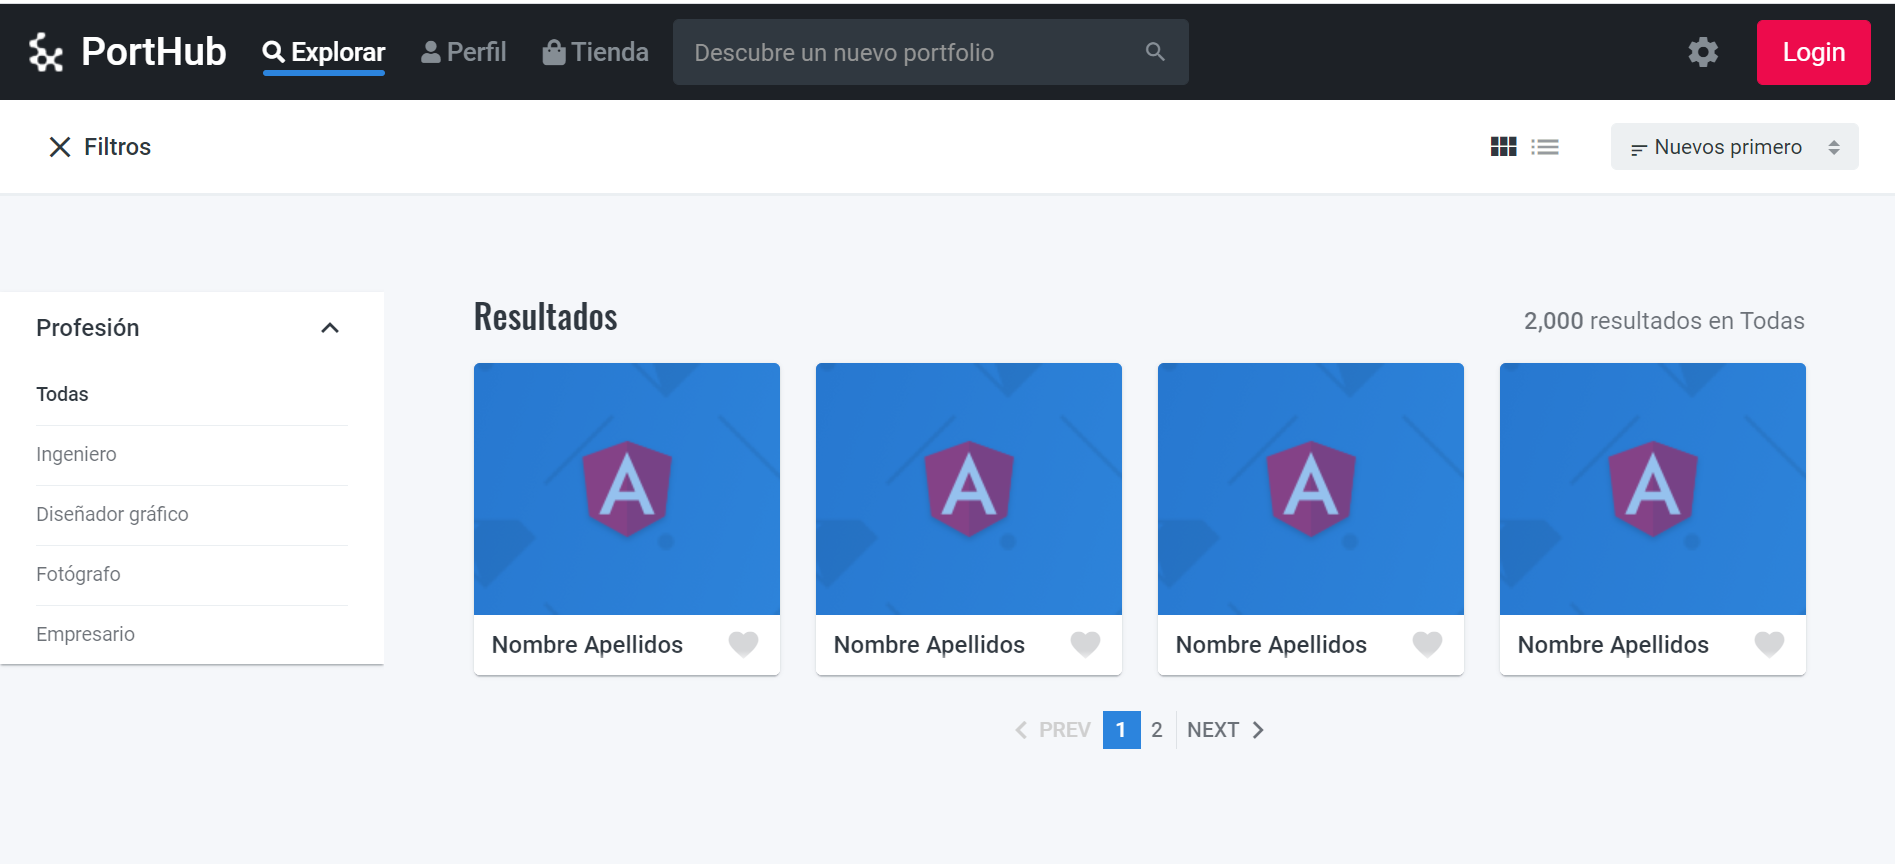 PortHub Explorar Perfil Tienda Descubre un nuevo portfolio Login
Filtros Nuevos primero
Profesión
Todas
Ingeniero
Diseñador gráfico
Fotógrafo
Empresario
Resultados 2,000 resultados en Todas
A A A A
Nombre Apellidos Nombre Apellidos Nombre Apellidos Nombre Apellidos
PREV 1 2 NEXT